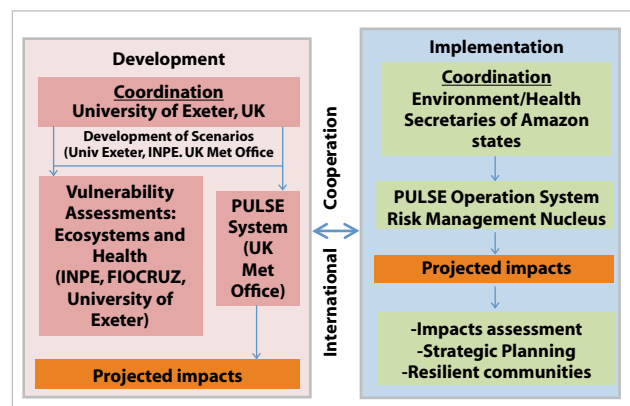 Development
Coordination
University of Exeter, UK
Development of Scenarios
(Univ Exeter, INPE. UK Met Office
Vulnerability
Assessments:
Ecosystems and
Health
(INPE, FIOCRUZ,
University of
Exeter)
PULSE
System
(UK
Met
Office)
Projected impacts
International Cooperation
Implementation
Coordination
Environment/Health
Secretaries of Amazon
states
PULSE Operation System
Risk Management Nucleus
Projected impacts
-Impacts assessment
-Strategic Planning
-Resilient communities